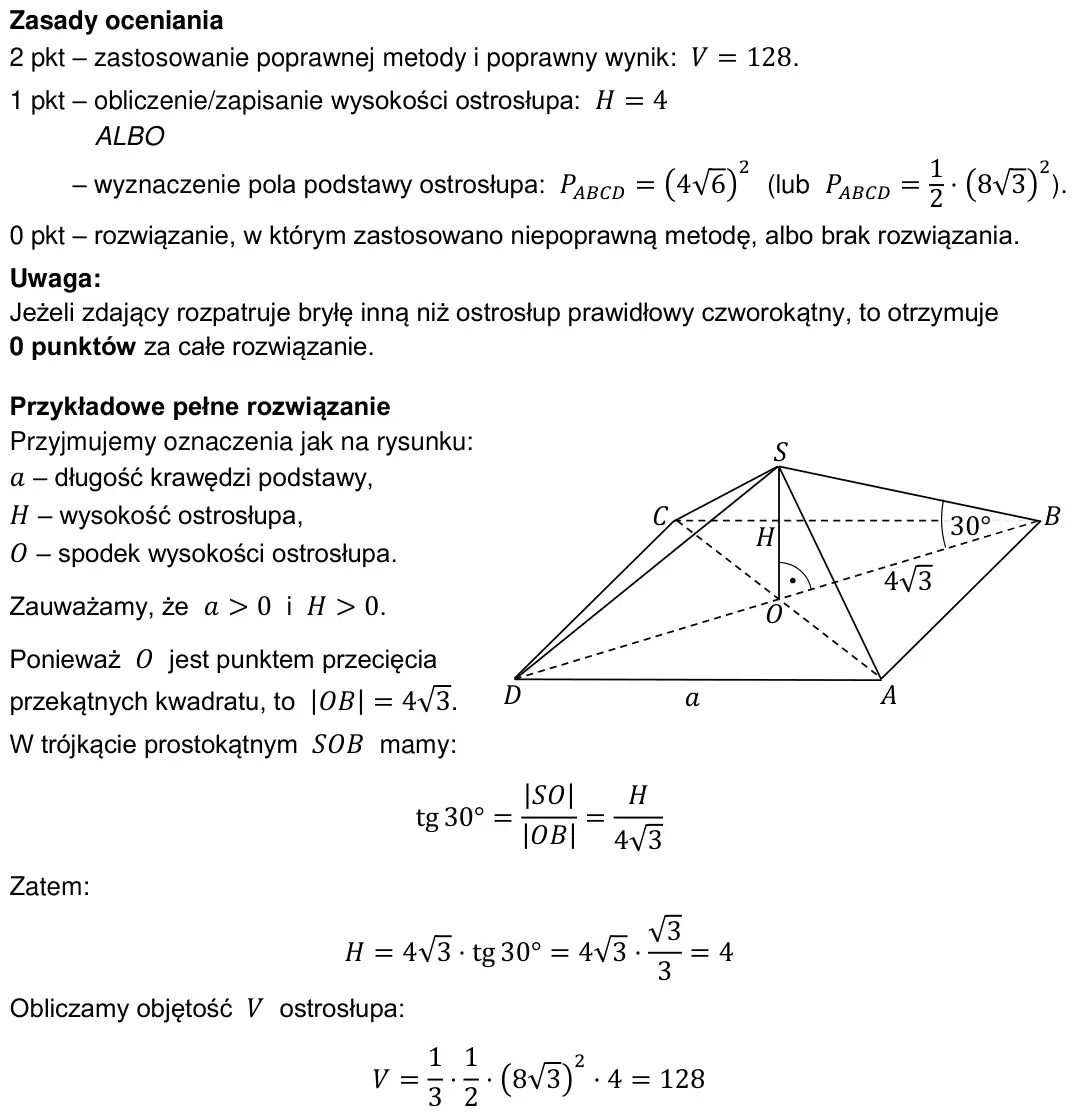 Zasady oceniania
2 pkt – zastosowanie poprawnej metody i poprawny wynik: V = 128.
1 pkt – obliczenie/zapisanie wysokości ostrosłupa: H = 4
ALBO
– wyznaczenie pola podstawy ostrosłupa: P_{ABCD} = (4√6)² (lub P_{ABCD} = 1/2 · (8√3)²).
0 pkt – rozwiązanie, w którym zastosowano niepoprawną metodę, albo brak rozwiązania.
Uwaga:
Jeżeli zdający rozpatruje bryłę inną niż ostrosłup prawidłowy czworokątny, to otrzymuje
0 punktów za całe rozwiązanie.
Przykładowe pełne rozwiązanie
Przyjmujemy oznaczenia jak na rysunku:
a – długość krawędzi podstawy,
H – wysokość ostrosłupa,
O – spodek wysokości ostrosłupa.
Zauważamy, że a > 0 i H > 0.
Ponieważ O jest punktem przecięcia
przekątnych kwadratu, to |OB| = 4√3.
W trójkącie prostokątnym SOB mamy:
S
C
H
30°
B
4√3
O
D
a
A
tg 30° = |SO|/|OB| = H/4√3
Zatem:
H = 4√3 · tg 30° = 4√3 · √3/3 = 4
Obliczamy objętość V ostrosłupa:
V = 1/3 · 1/2 · (8√3)² · 4 = 128